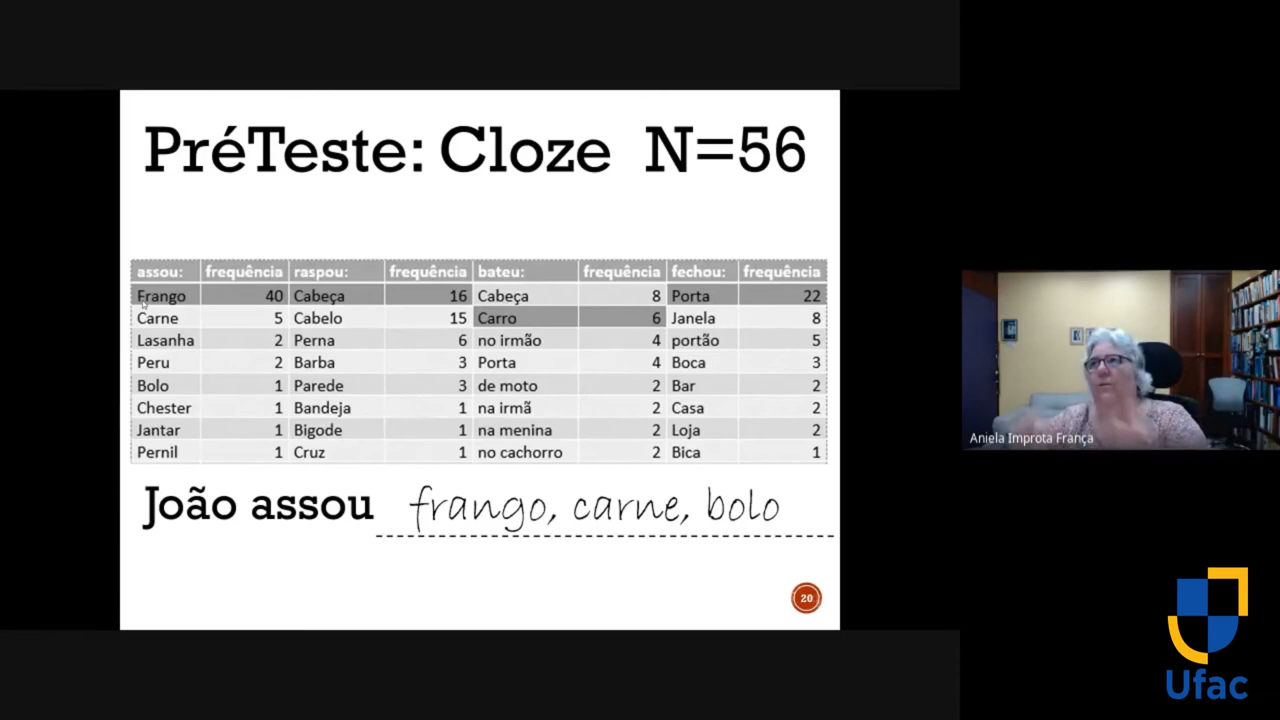 PréTeste: Cloze N=56
assou: frequência raspou: frequência bateu: frequência fechou: frequência
Frango 40 Cabeça 16 Cabeça 8 Porta 22
Carne 5 Cabelo 15 Carro 6 Janela 8
Lasanha 2 Perna 6 no irmão 4 portão 5
Peru 2 Barba 3 Porta 4 Boca 3
Bolo 1 Parede 3 de moto 2 Bar 2
Chester 1 Bandeja 1 na irmã 2 Casa 2
Jantar 1 Bigode 1 na menina 2 Loja 2
Pernil 1 Cruz 1 no cachorro 2 Bica 1
João assou frango, carne, bolo
20
Aniela Improta França
Ufac